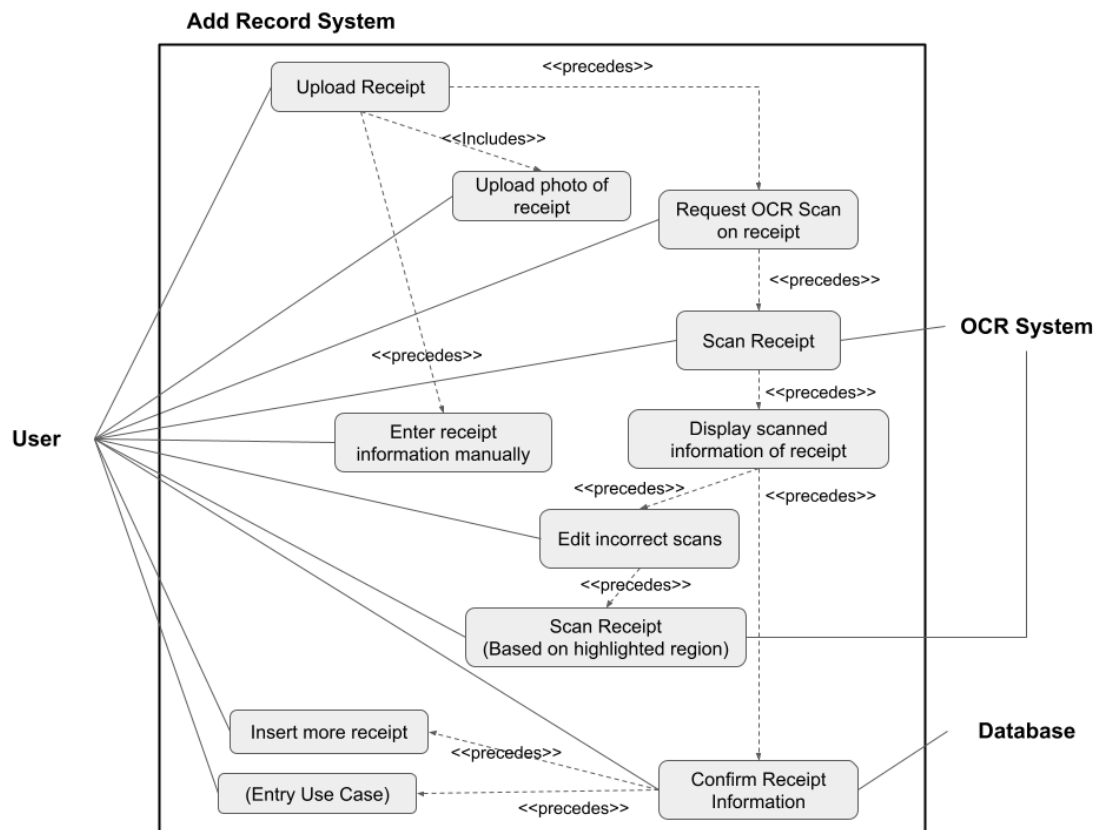 Add Record System
<<precedes>>
Upload Receipt
<<Includes>>
Upload photo of
receipt
Request OCR Scan
on receipt
<<precedes>>
OCR System
Scan Receipt
<<precedes>>
<<precedes>>
User
Enter receipt
information manually
Display scanned
information of receipt
<<precedes>>
<<precedes>>
Edit incorrect scans
<<precedes>>
Scan Receipt
(Based on highlighted region)
Insert more receipt
<<precedes>>
Database
(Entry Use Case)
<<precedes>>
Confirm Receipt
Information